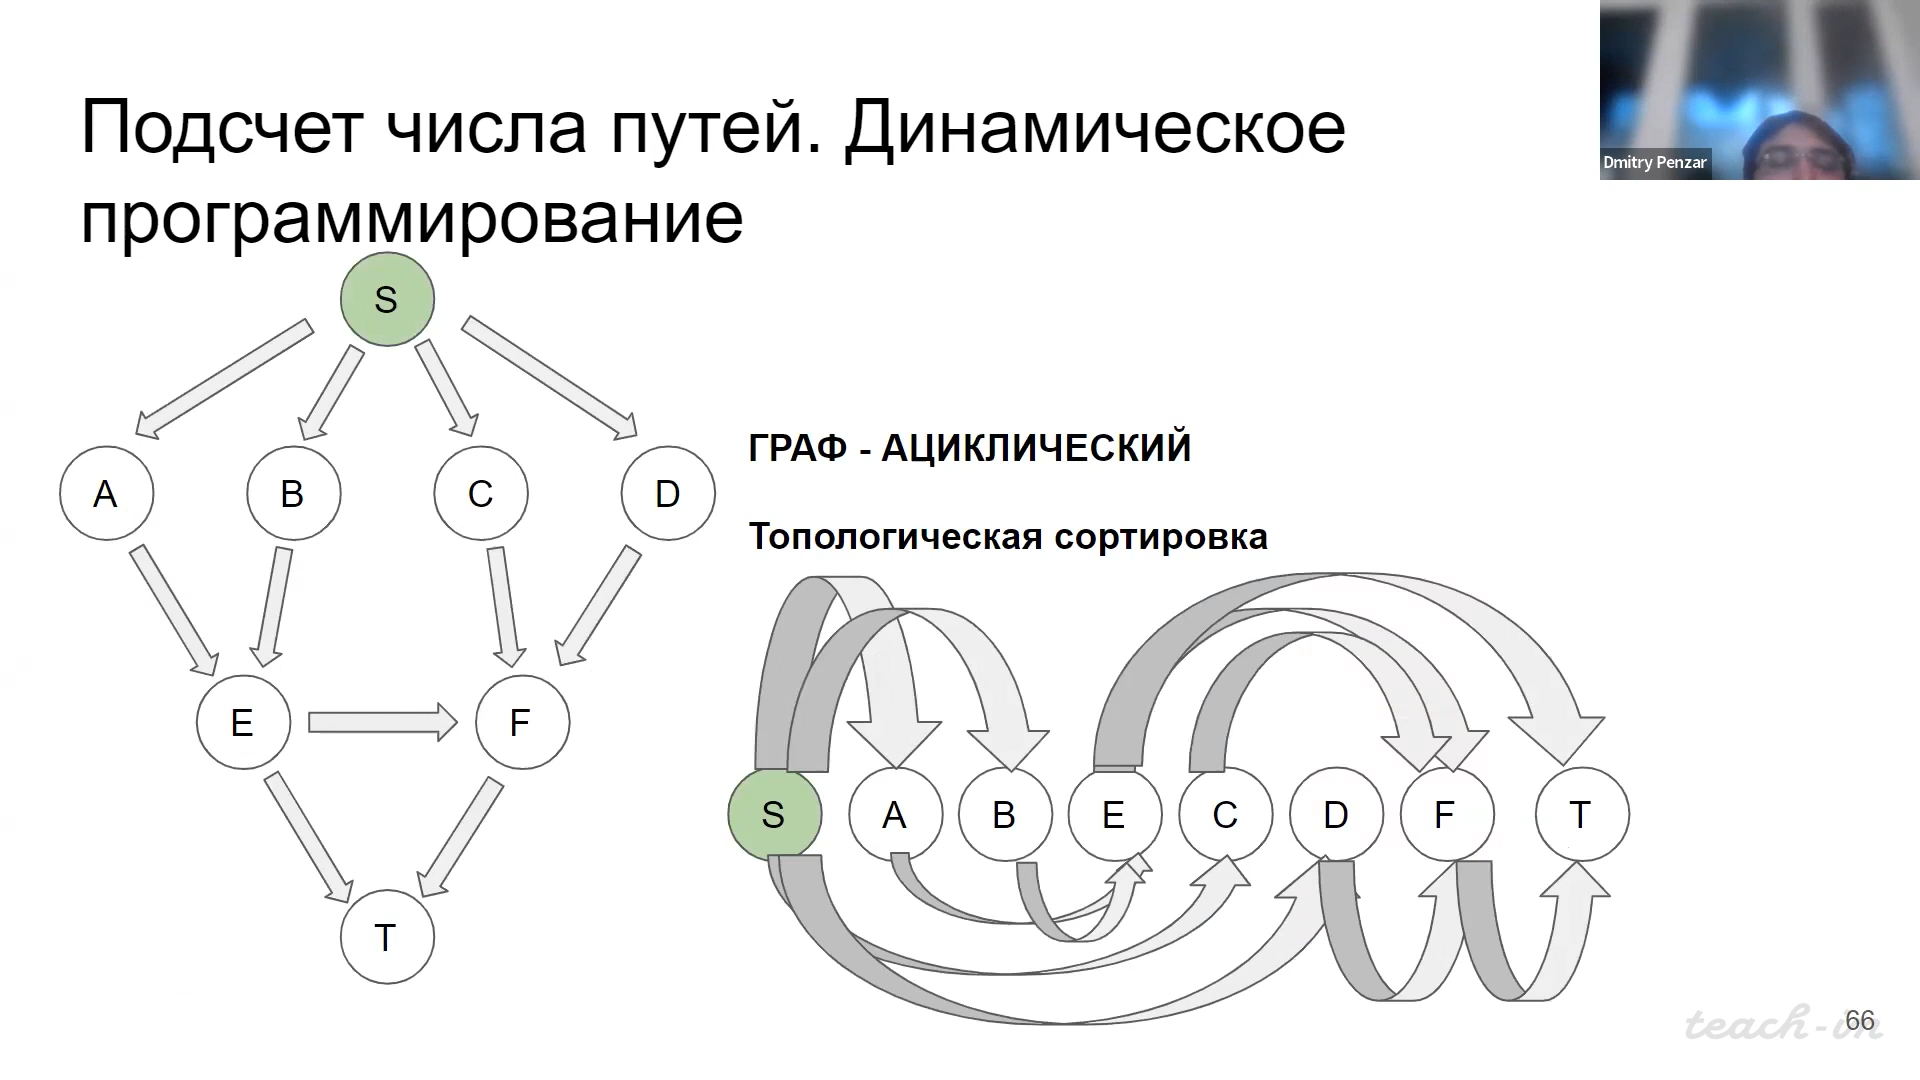 Подсчет числа путей. Динамическое
программирование
Dmitry Penzar
S
A
B
C
D
E
F
T
ГРАФ - АЦИКЛИЧЕСКИЙ
Топологическая сортировка
S A B E C D F T
teach-in
66